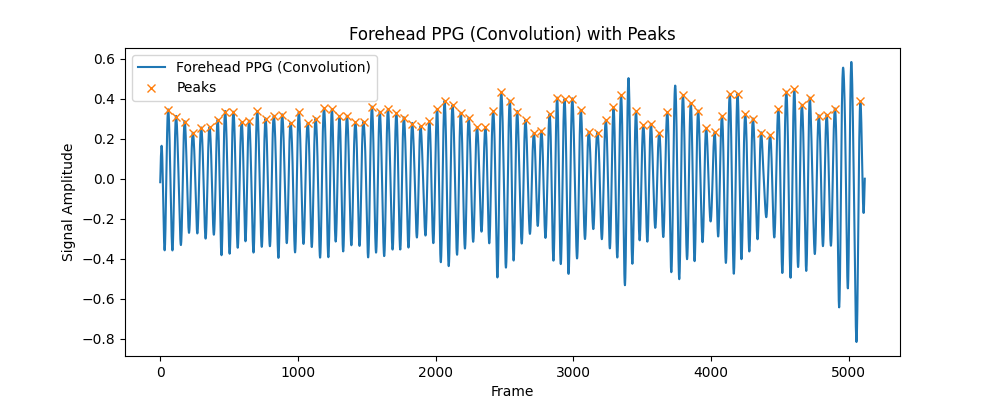 Forehead PPG (Convolution) with Peaks
Forehead PPG (Convolution)
Peaks
0.6
0.4
0.2
0.0
−0.2
−0.4
−0.6
−0.8
Signal Amplitude
0 1000 2000 3000 4000 5000
Frame